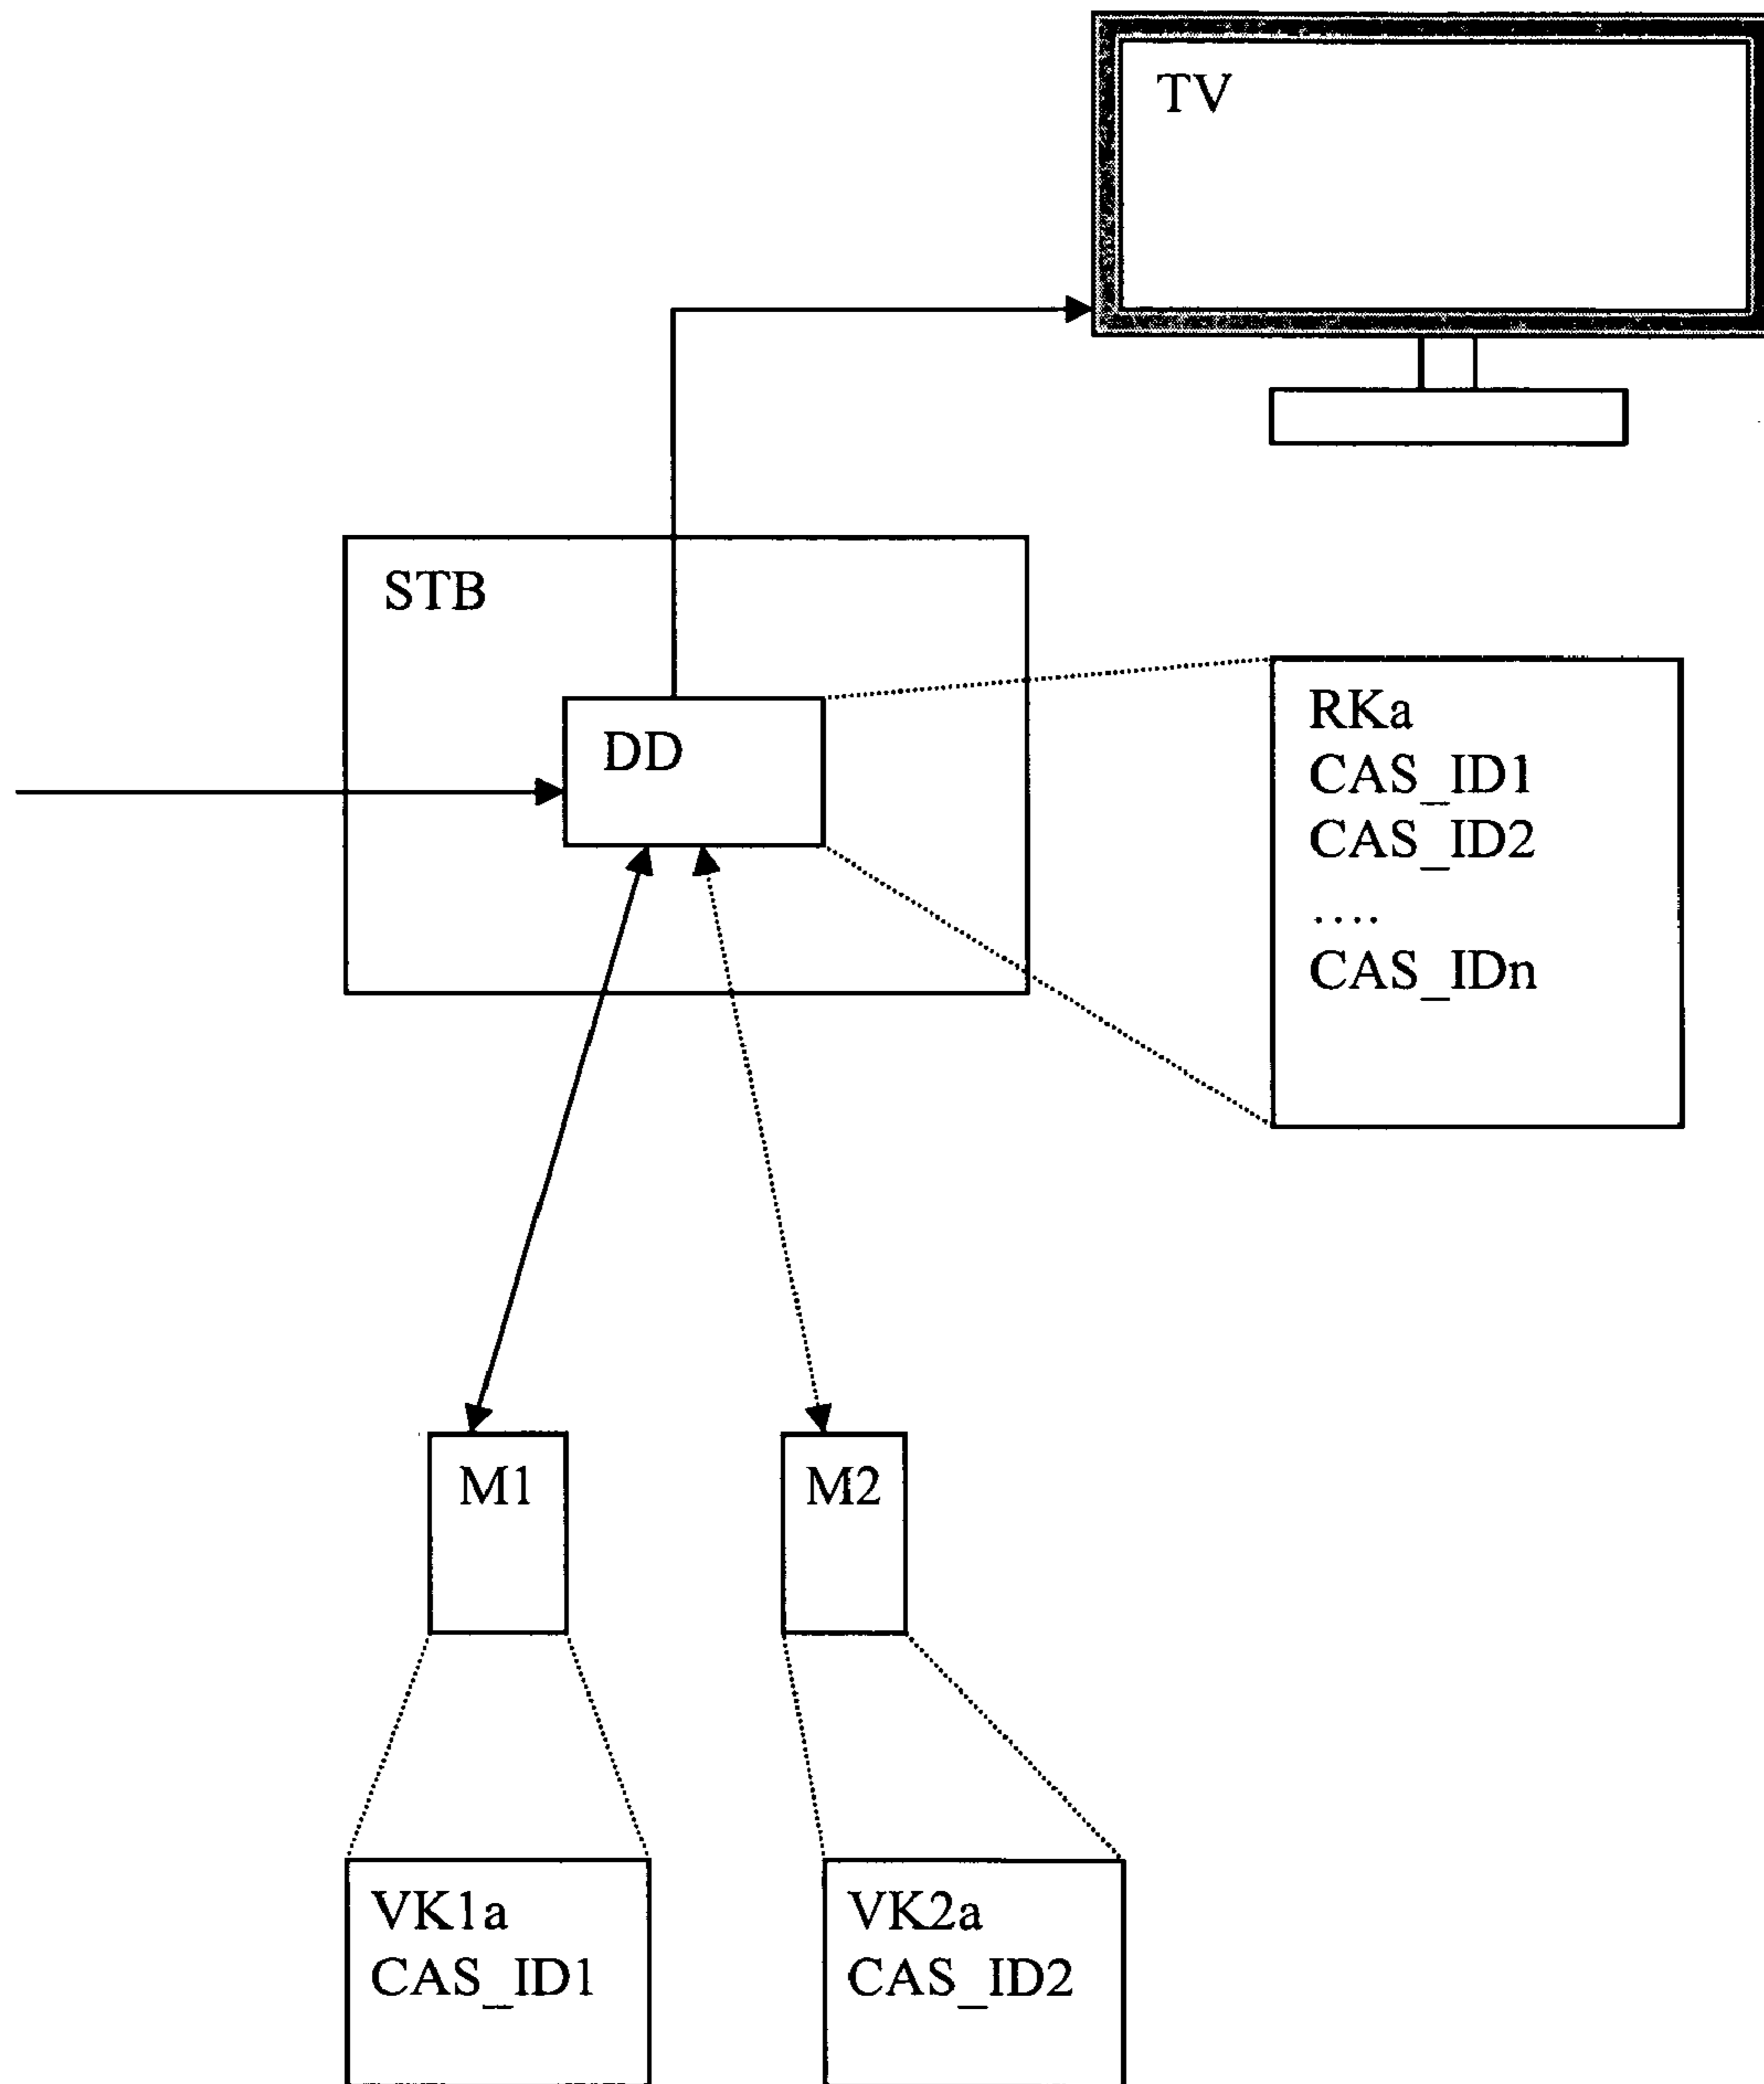 TV
STB
DD
RKa
CAS_ID1
CAS_ID2
....
CAS_IDn
M1
M2
VK1a
CAS_ID1
VK2a
CAS_ID2